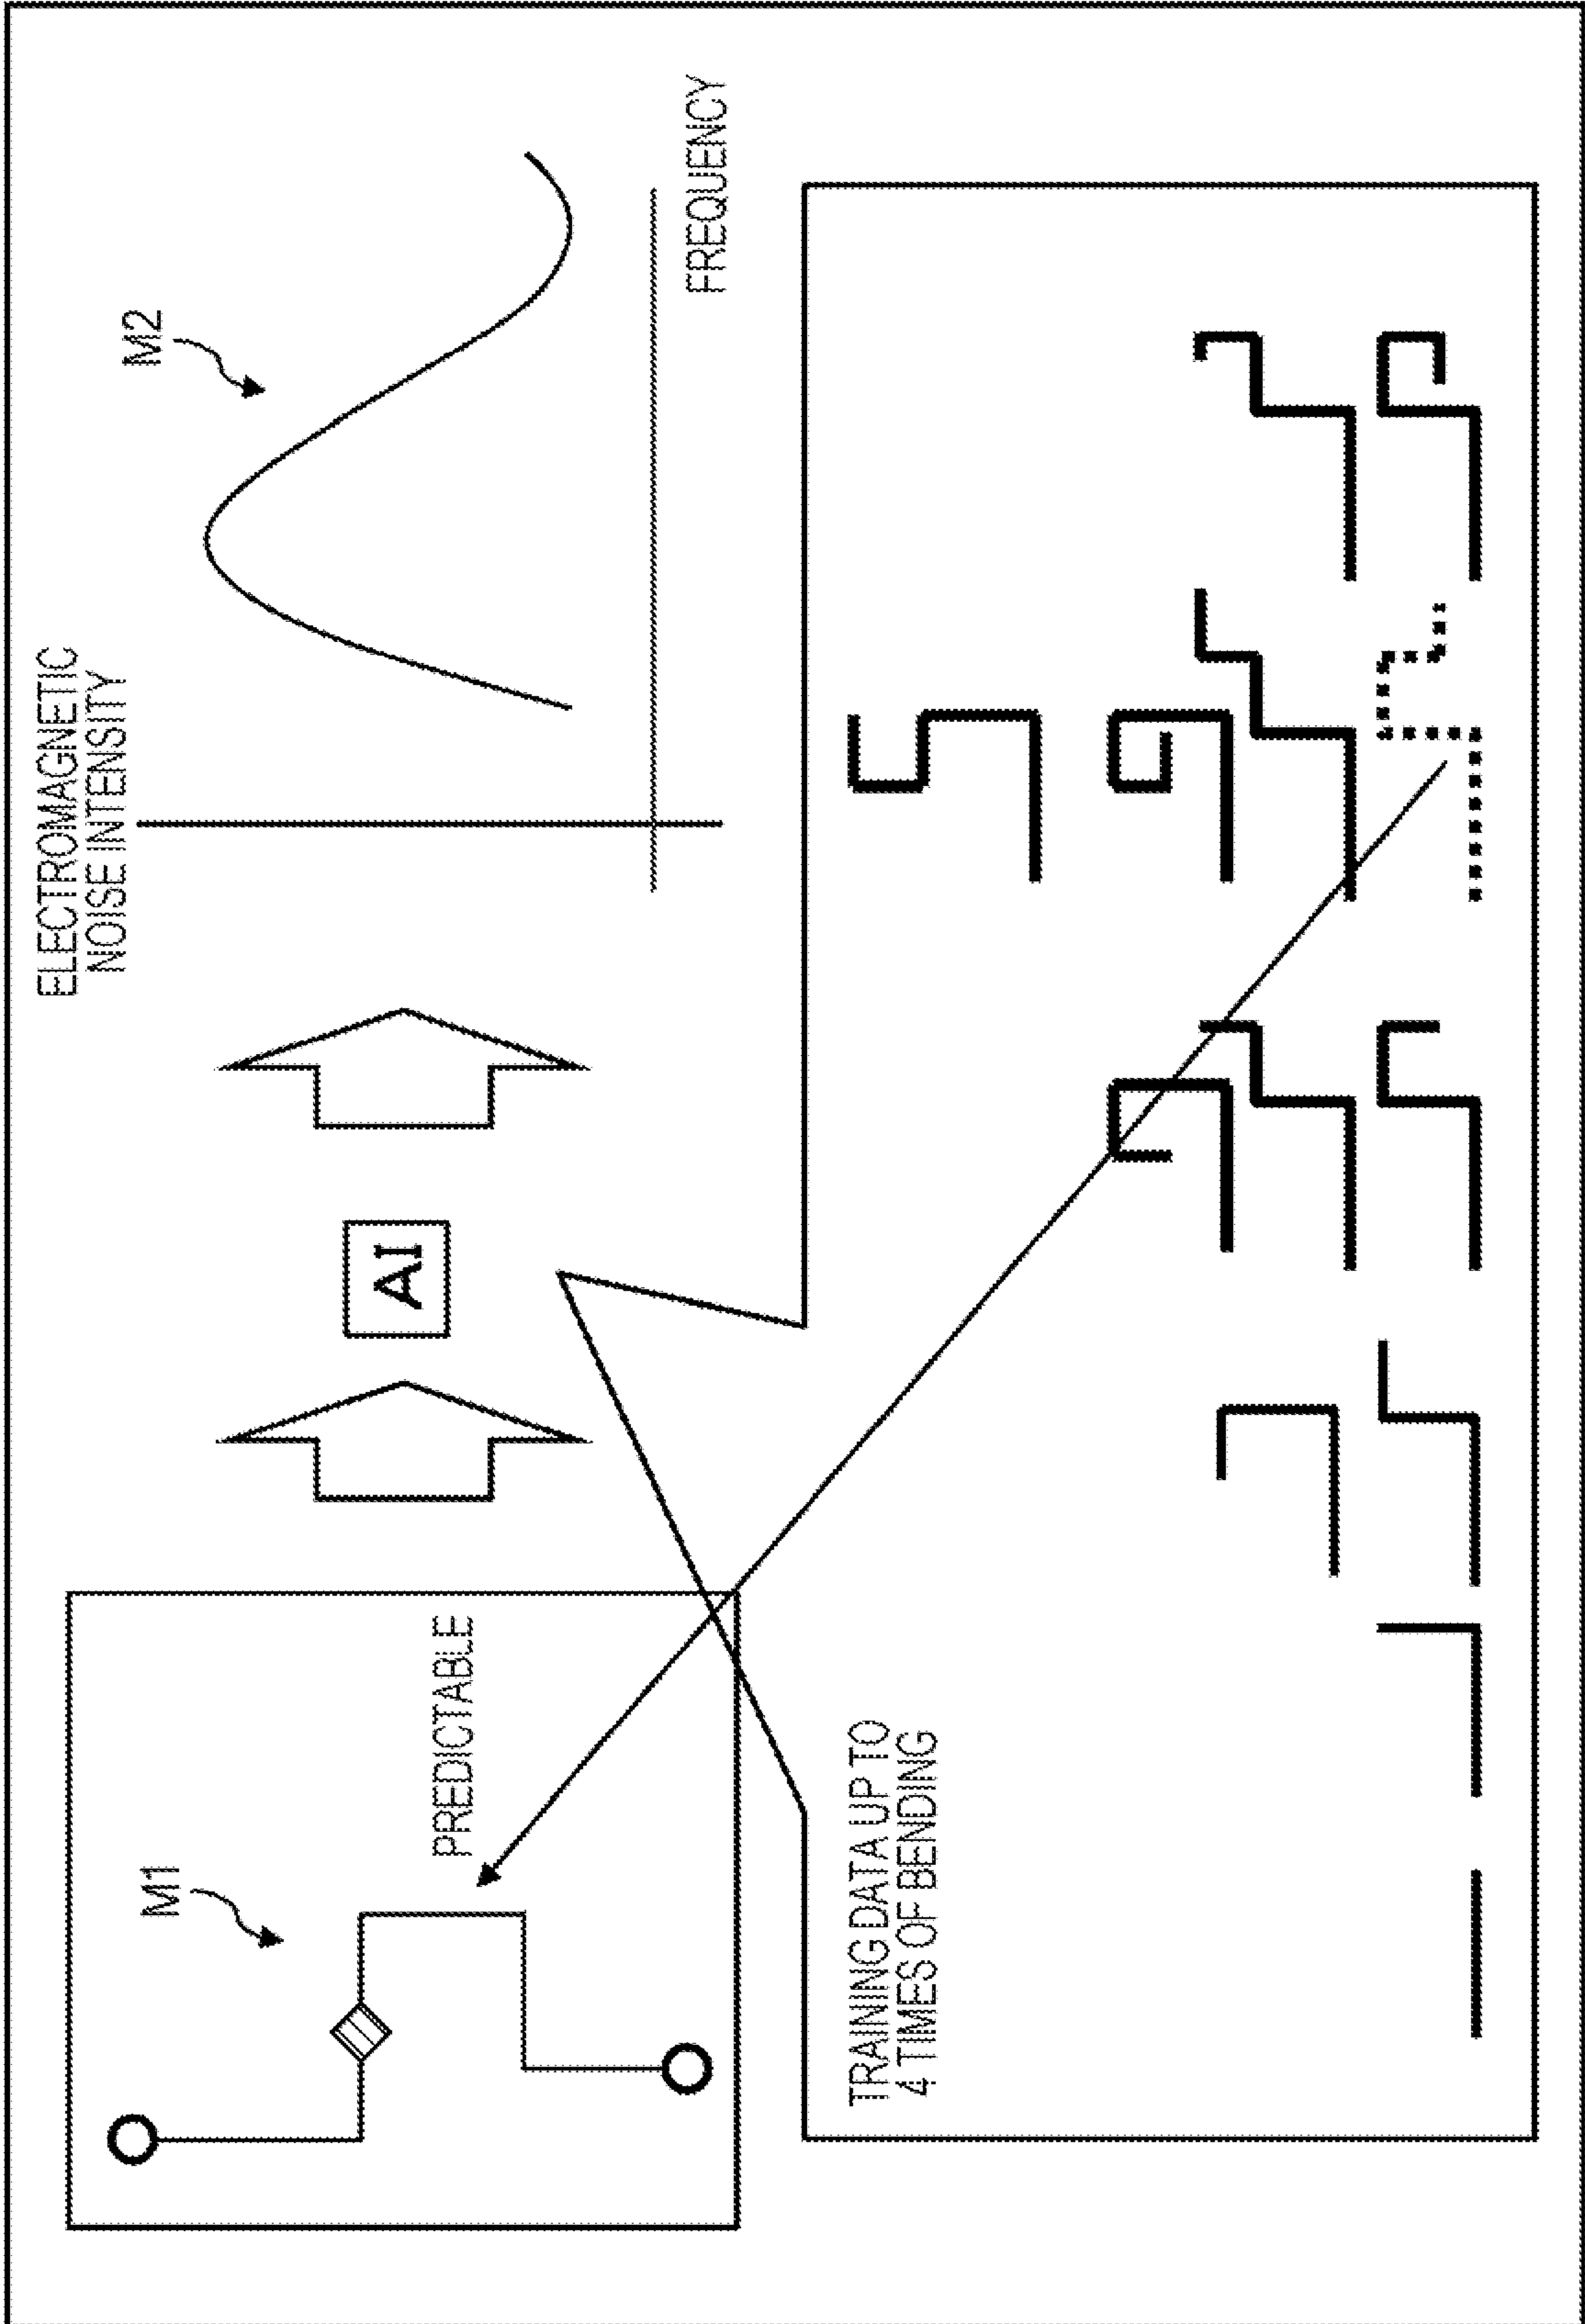 M1
PREDICTABLE
AI
ELECTROMAGNETIC
NOISE INTENSITY
M2
FREQUENCY
TRAINING DATA UP TO
4 TIMES OF BENDING